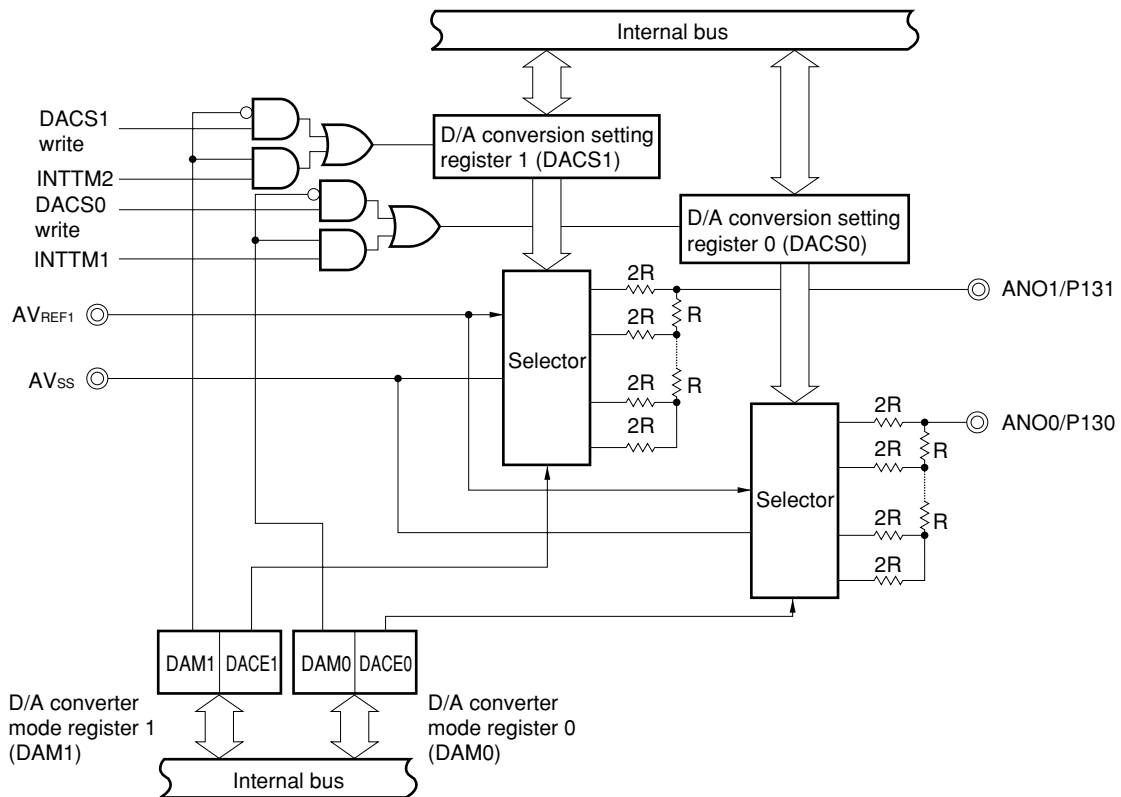 Internal bus
DACS1
write
D/A conversion setting
register 1 (DACS1)
INTTM2
DACS0
write
D/A conversion setting
register 0 (DACS0)
INTTM1
2R
ANO1/P131
AVREF1
R
2R
Selector
AVSS
2R
R
2R
2R
ANO0/P130
R
2R
Selector
2R
R
2R
DAM1
DACE1
DAM0
DACE0
D/A converter
mode register 1
(DAM1)
D/A converter
mode register 0
(DAM0)
Internal bus